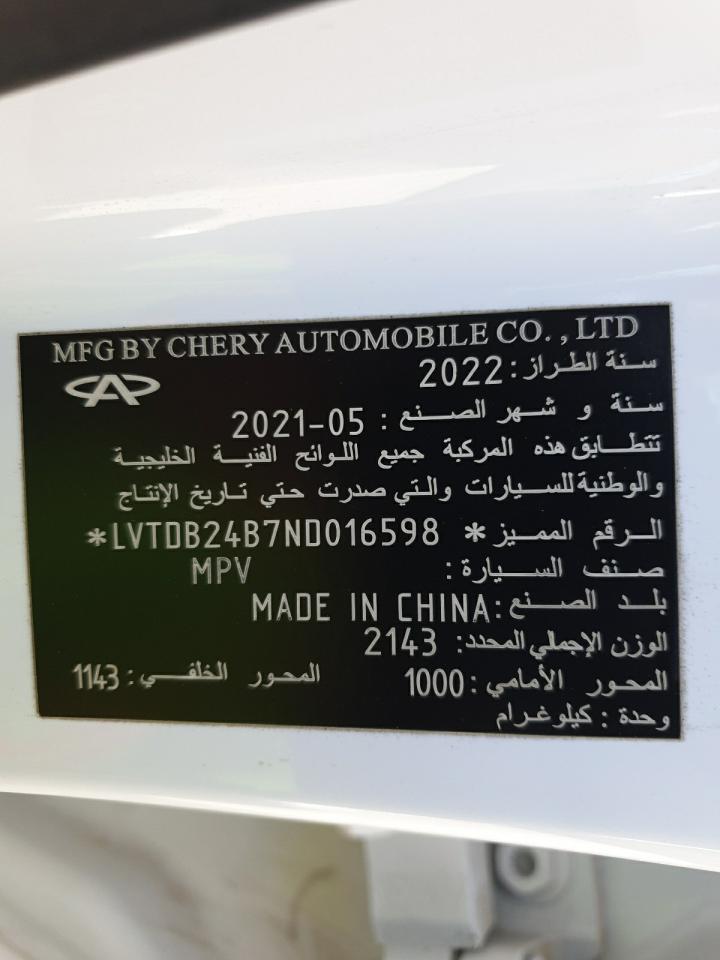 MFG BY CHERY AUTOMOBILE CO., LTD
سنة الطراز: 2022
سنة و شهر الصنع : 2021-05
تتطابق هذه المركبة جميع اللوائح الفنية الخليجية
والوطنية للسيارات والتي صدرت حتي تاريخ الإنتاج
الرقم المميز * LVTDB24B7ND016598*
صنف السيارة : MPV
بلد الصنع : MADE IN CHINA
الوزن الإجمالي المحدد: 2143
المحور الأمامي : 1000 المحور الخلفي : 1143
وحدة : كيلوغرام